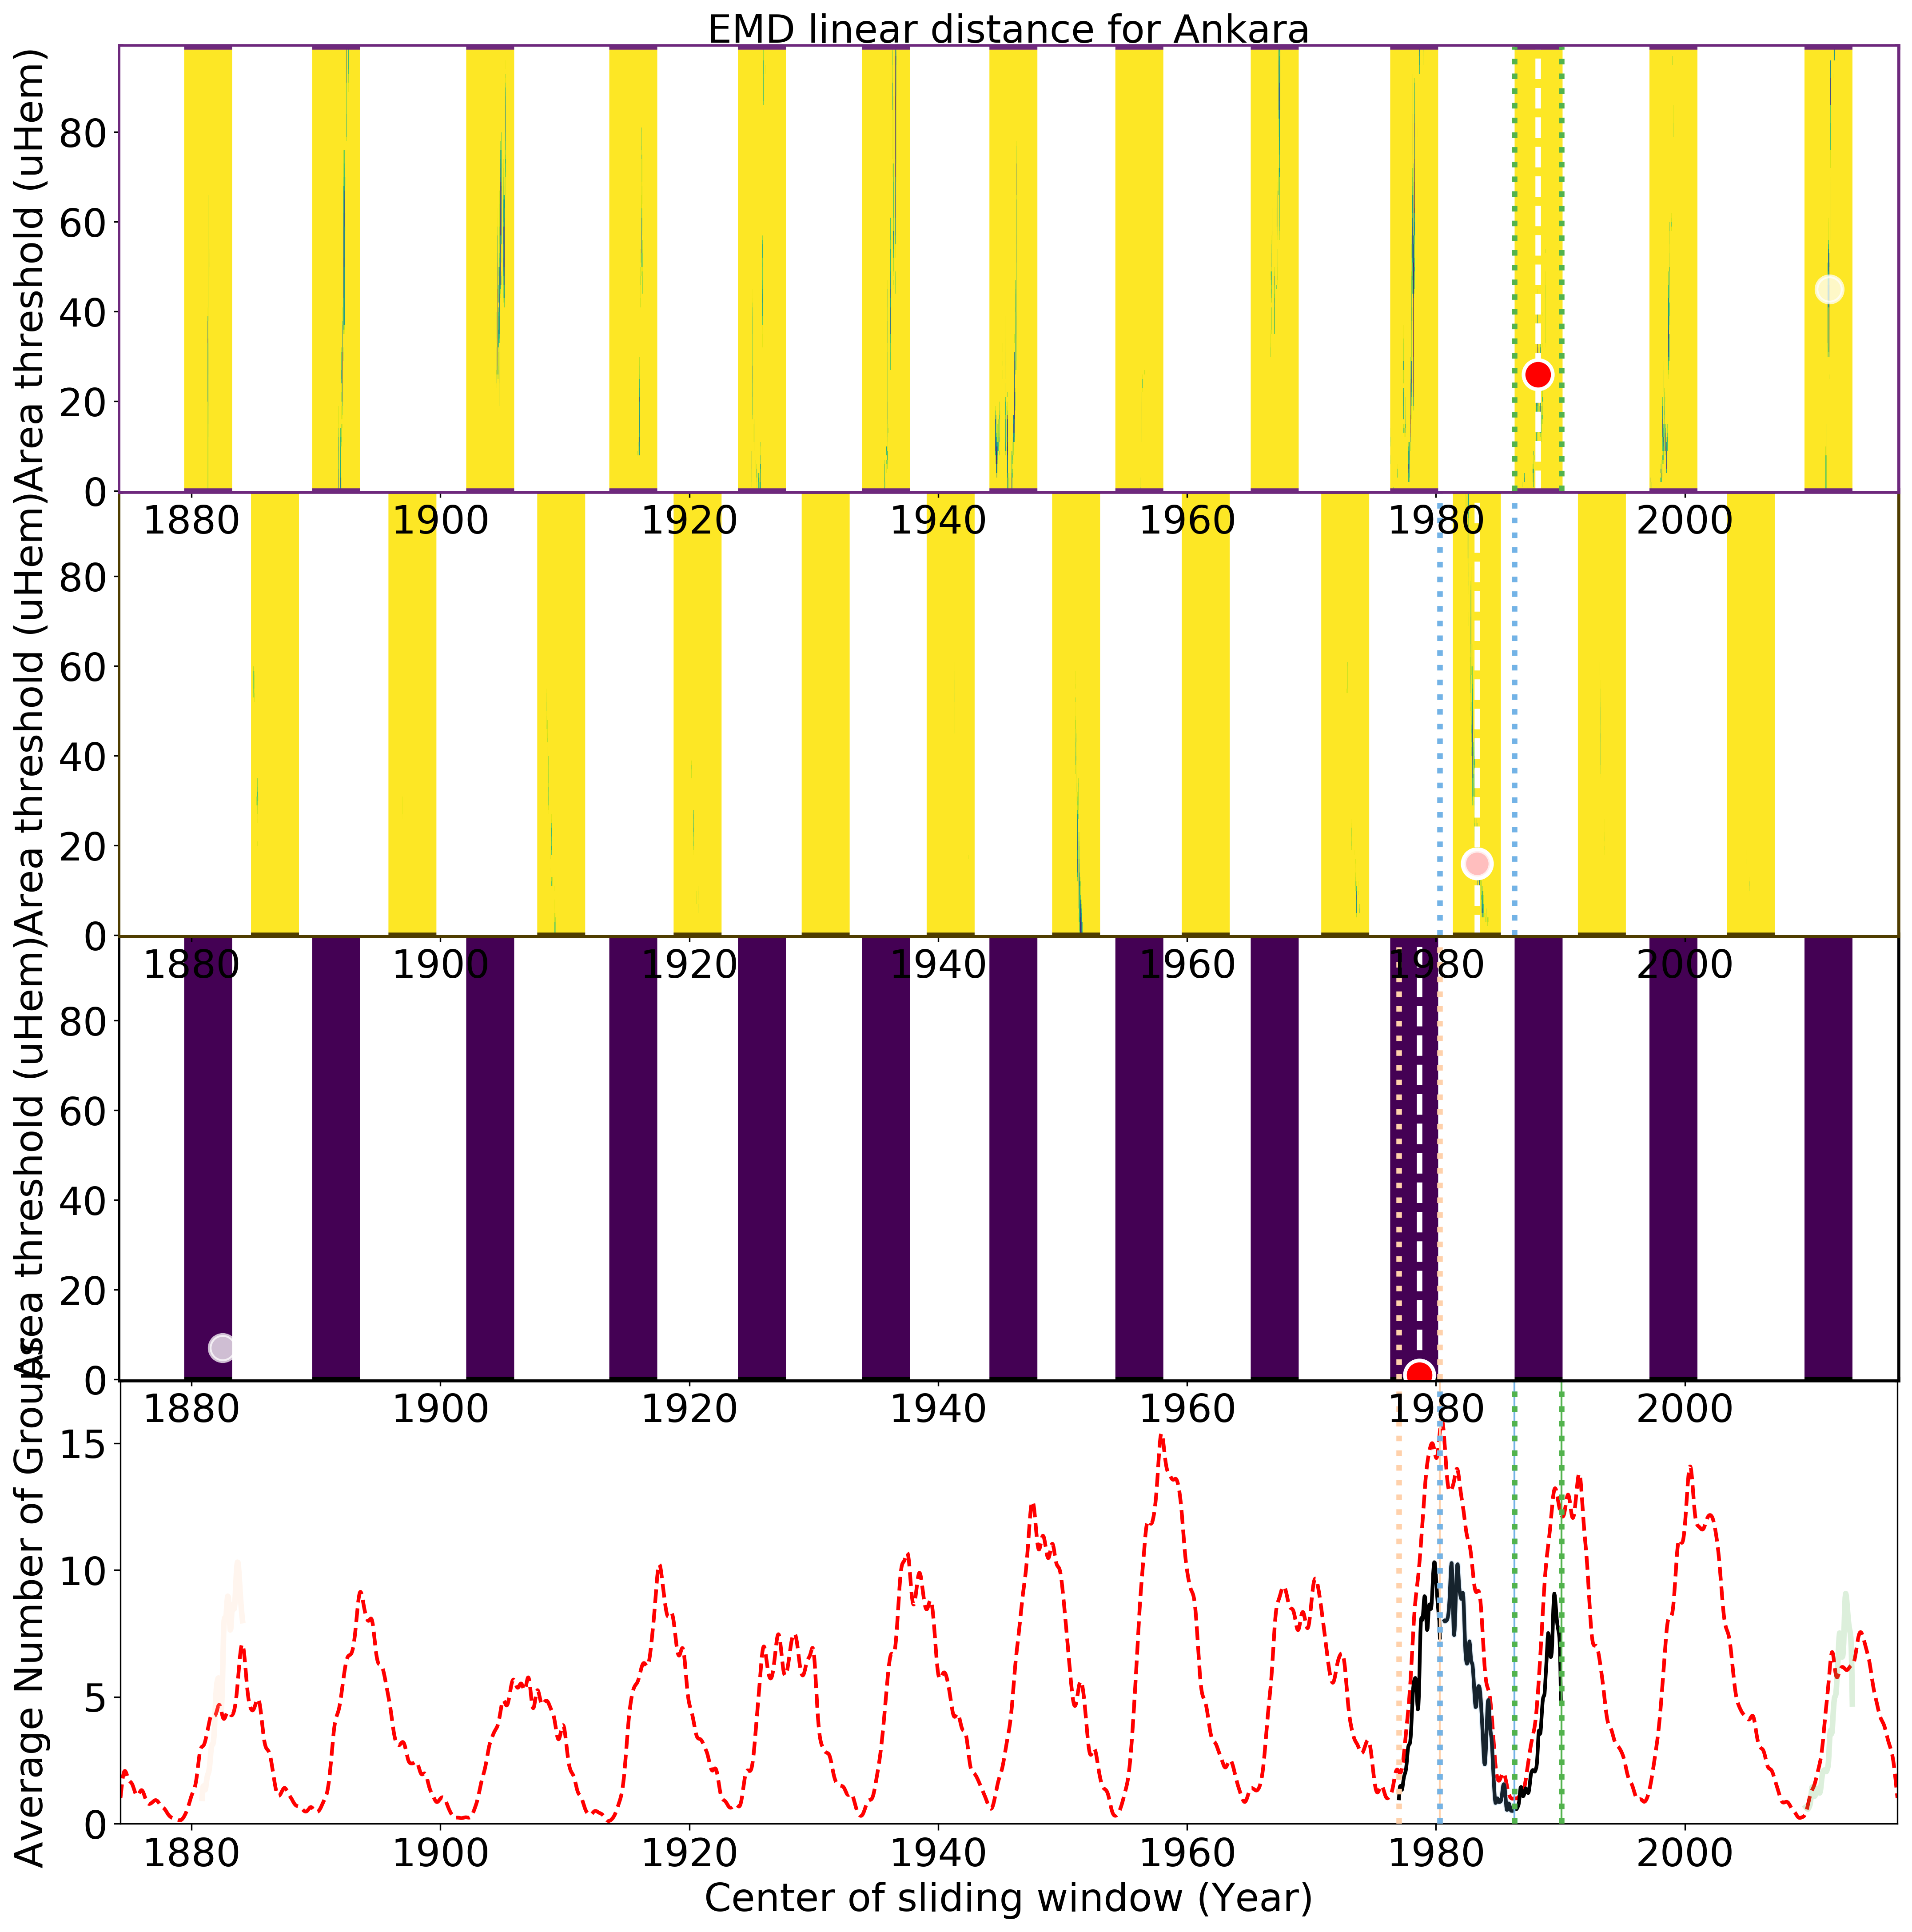 EMD linear distance for Ankara
Area threshold (uHem)
80
60
40
20
0
1880 1900 1920 1940 1960 1980 2000
Area threshold (uHem)
80
60
40
20
0
1880 1900 1920 1940 1960 1980 2000
Area threshold (uHem)
80
60
40
20
0
1880 1900 1920 1940 1960 1980 2000
Average Number of Groups
15
10
5
0
1880 1900 1920 1940 1960 1980 2000
Center of sliding window (Year)